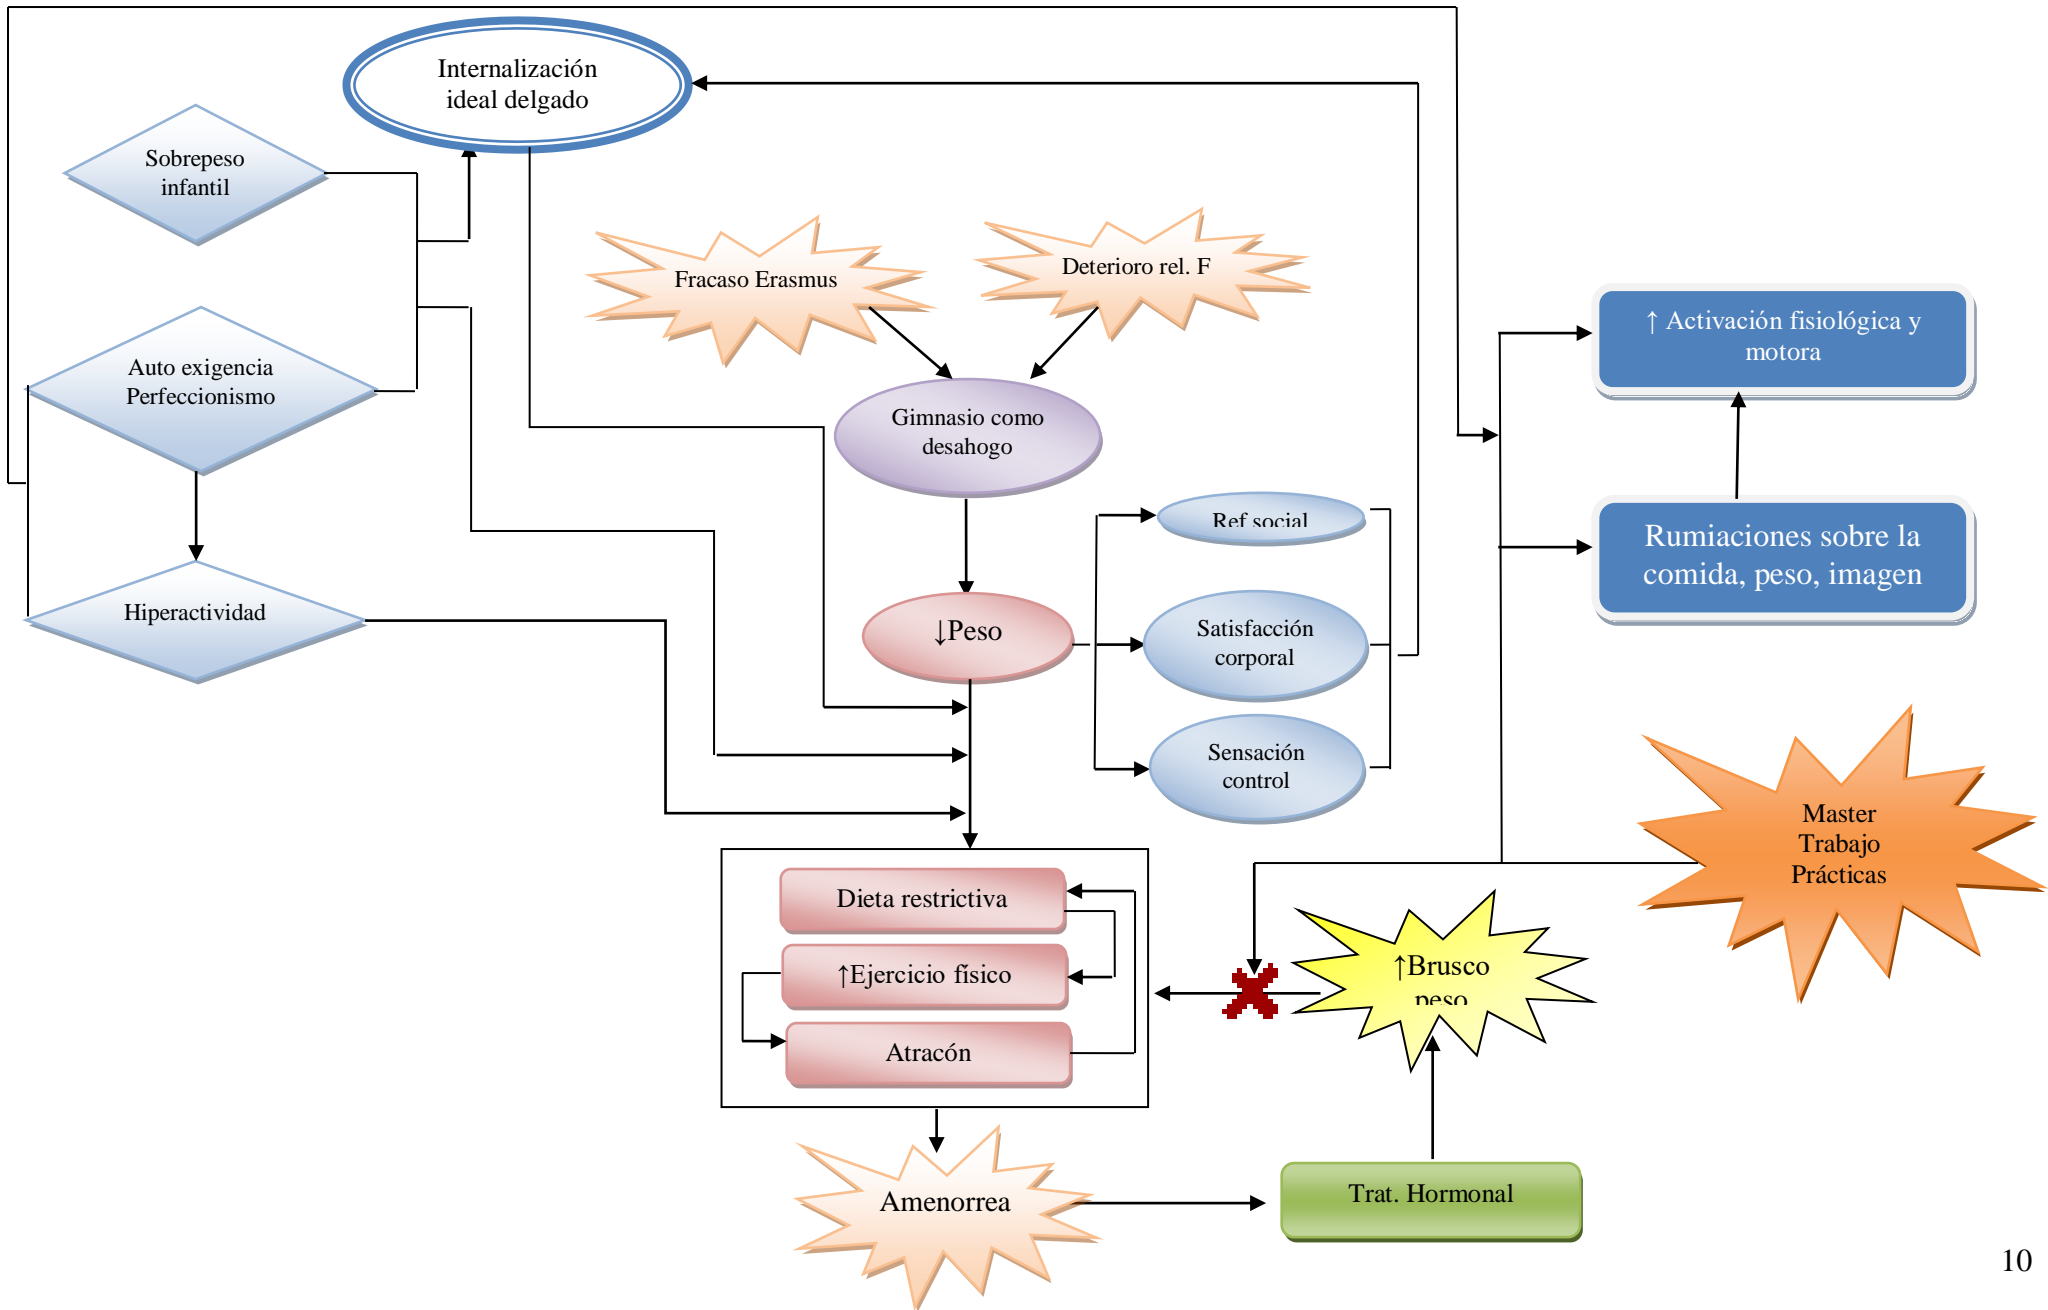 Internalización
ideal delgado
Sobrepeso
infantil
Fracaso Erasmus
Deterioro rel. F
↑ Activación fisiológica y
motora
Auto exigencia
Perfeccionismo
Gimnasio como
desahogo
Ref social
Rumiaciones sobre la
comida, peso, imagen
Hiperactividad
↓Peso
Satisfacción
corporal
Sensación
control
Master
Trabajo
Prácticas
Dieta restrictiva
↑Ejercicio físico
Atracón
↑Brusco
peso
Amenorrea
Trat. Hormonal
10